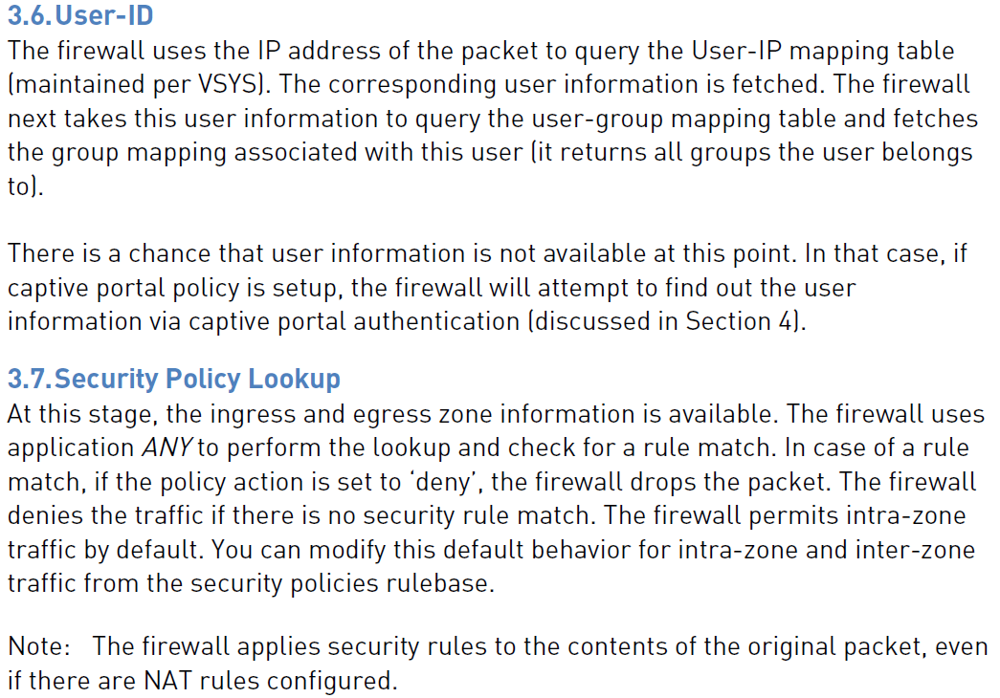 3.6. User-ID
The firewall uses the IP address of the packet to query the User-IP mapping table
(maintained per VSYS). The corresponding user information is fetched. The firewall
next takes this user information to query the user-group mapping table and fetches
the group mapping associated with this user (it returns all groups the user belongs
to).
There is a chance that user information is not available at this point. In that case, if
captive portal policy is setup, the firewall will attempt to find out the user
information via captive portal authentication (discussed in Section 4).
3.7. Security Policy Lookup
At this stage, the ingress and egress zone information is available. The firewall uses
application ANY to perform the lookup and check for a rule match. In case of a rule
match, if the policy action is set to ‘deny’, the firewall drops the packet. The firewall
denies the traffic if there is no security rule match. The firewall permits intra-zone
traffic by default. You can modify this default behavior for intra-zone and inter-zone
traffic from the security policies rulebase.
Note: The firewall applies security rules to the contents of the original packet, even
if there are NAT rules configured.